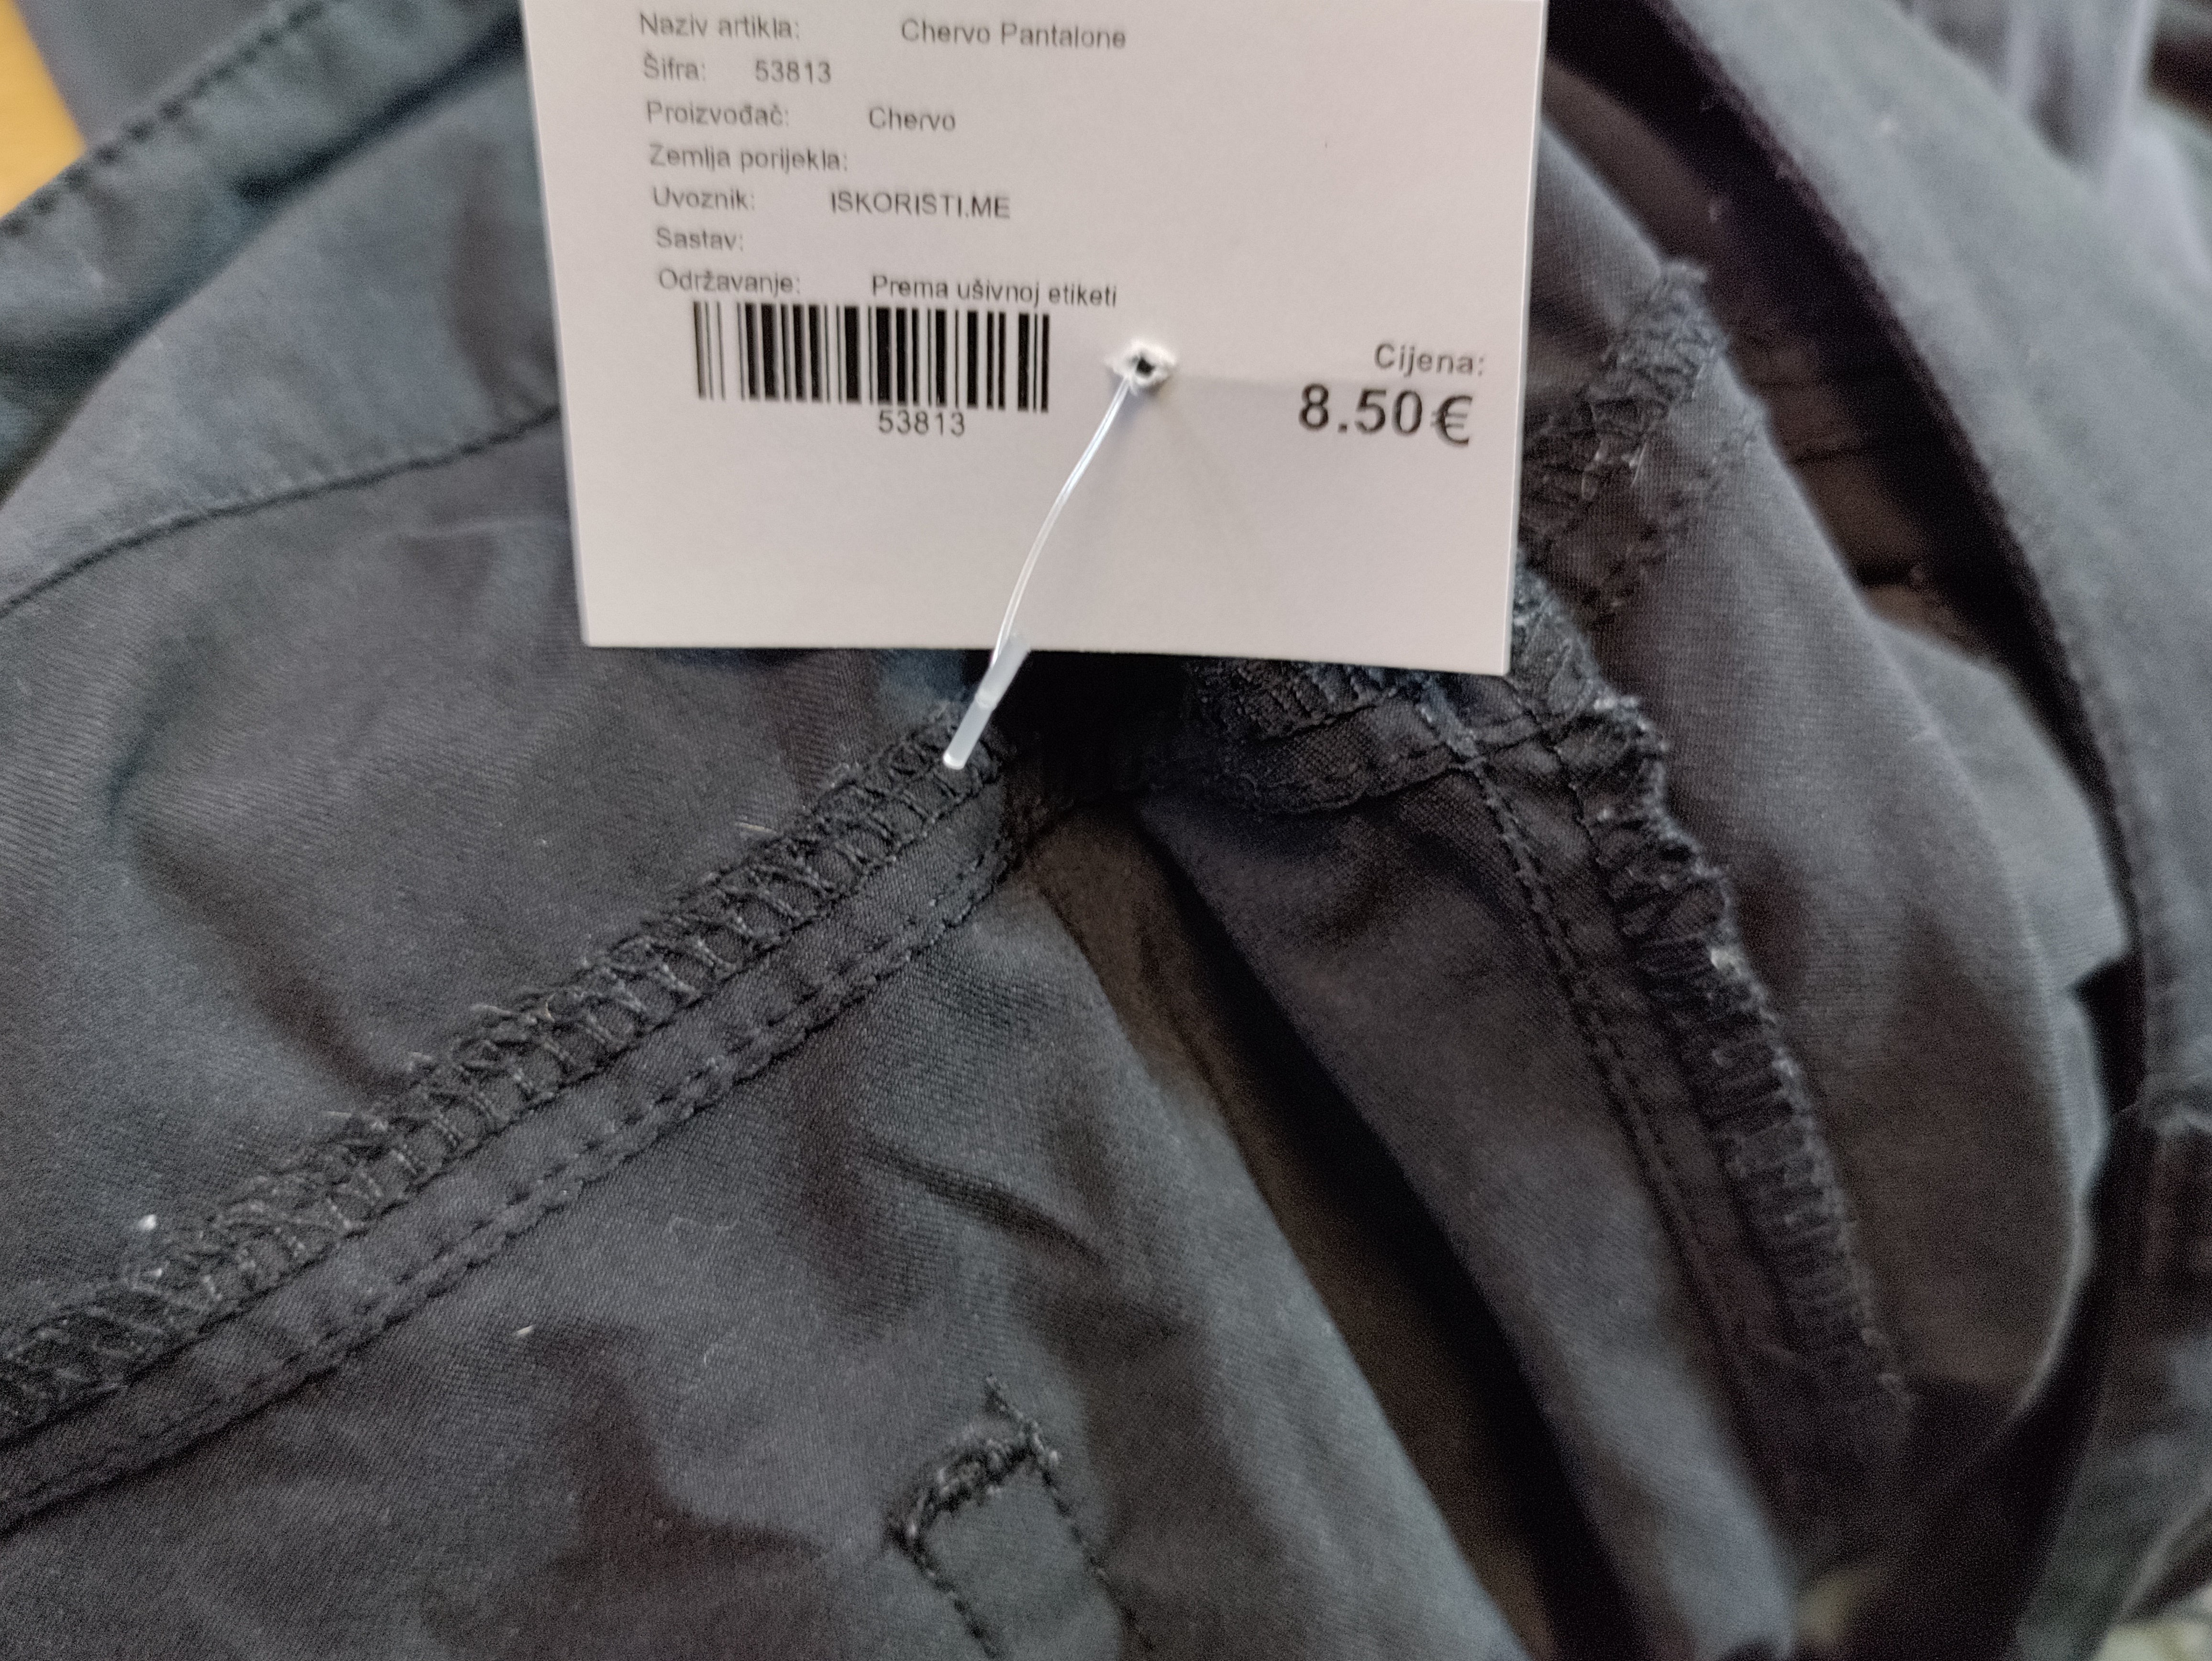 Naziv artikla: Chervo Pantalone
Šifra: 53813
Proizvođač: Chervo
Zemlja porijekla:
Uvoznik: ISKORISTI.ME
Sastav:
Održavanje: Prema ušivnoj etiketi
53813
Cijena:
8.50€